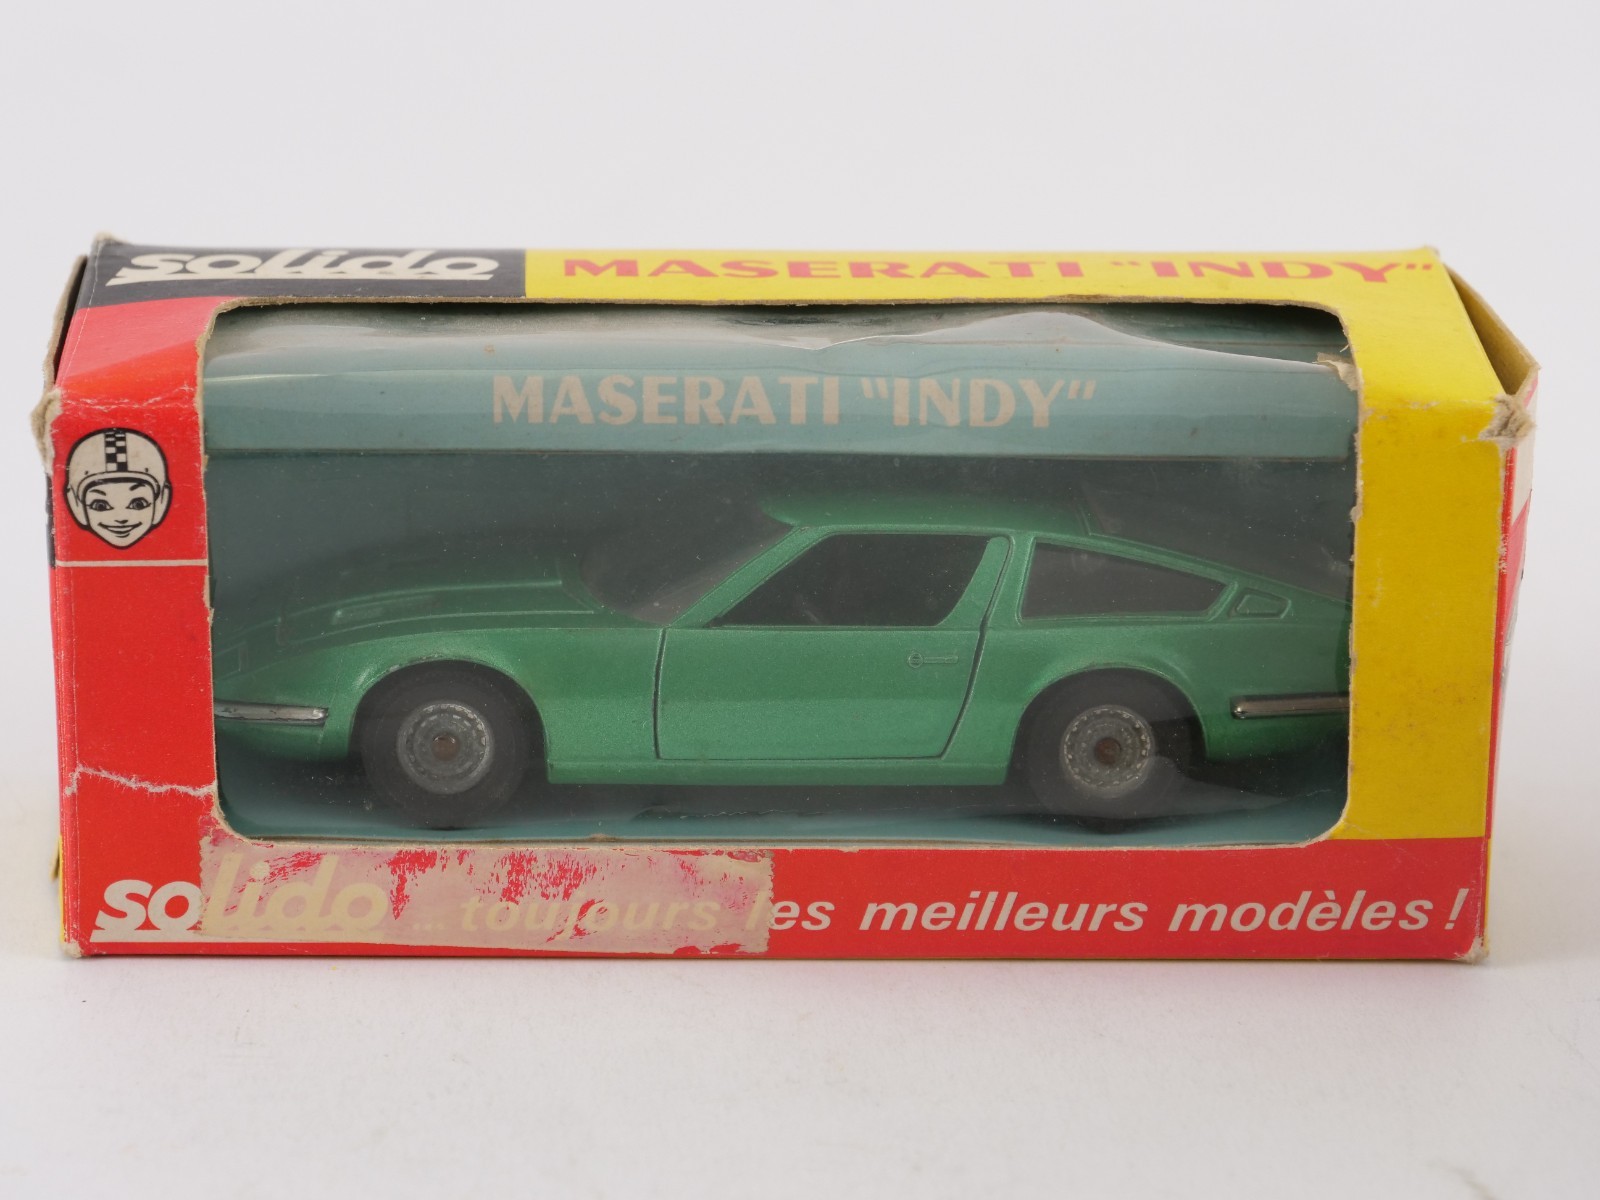 solido MASERATI "INDY"
MASERATI "INDY"
solido ...toujours les meilleurs modèles!